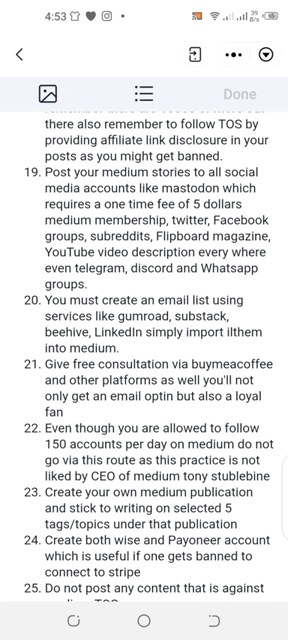 4:53
39
B/s
Done
there also remember to follow TOS by
providing affiliate link disclosure in your
posts as you might get banned.
19. Post your medium stories to all social
media accounts like mastodon which
requires a one time fee of 5 dollars
medium membership, twitter, Facebook
groups, subreddits, Flipboard magazine,
YouTube video description every where
even telegram, discord and Whatsapp
groups.
20. You must create an email list using
services like gumroad, substack,
beehive, LinkedIn simply import ilthem
into medium.
21. Give free consultation via buymeacoffee
and other platforms as well you'll not
only get an email optin but also a loyal
fan
22. Even though you are allowed to follow
150 accounts per day on medium do not
go via this route as this practice is not
liked by CEO of medium tony stublebine
23. Create your own medium publication
and stick to writing on selected 5
tags/topics under that publication
24. Create both wise and Payoneer account
which is useful if one gets banned to
connect to stripe
25. Do not post any content that is against